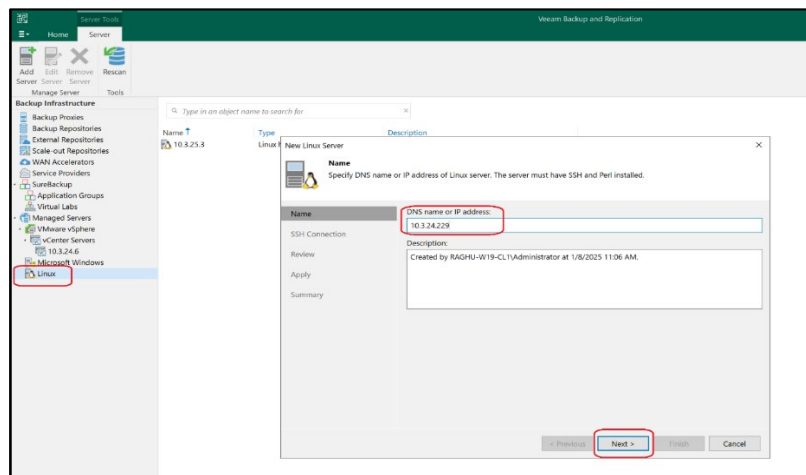 Server Tools
Veeam Backup and Replication
Home Server
Add Server
Edit Server
Remove Server
Rescan
Manage Server
Tools
Backup Infrastructure
Backup Proxies
Backup Repositories
External Repositories
Scale-out Repositories
WAN Accelerators
Service Providers
SureBackup
Application Groups
Virtual Labs
Managed Servers
VMware vSphere
vCenter Servers
10.3.24.6
Microsoft Windows
Linux
Type in an object name to search for
Name Type Description
10.3.25.3 Linux
New Linux Server
Name
Specify DNS name or IP address of Linux server. The server must have SSH and Perl installed.
Name
SSH Connection
Review
Apply
Summary
DNS name or IP address:
10.3.24.229
Description:
Created by RAGHU-W19-CL1\Administrator at 1/8/2025 11:06 AM.
< Previous Next > Finish Cancel